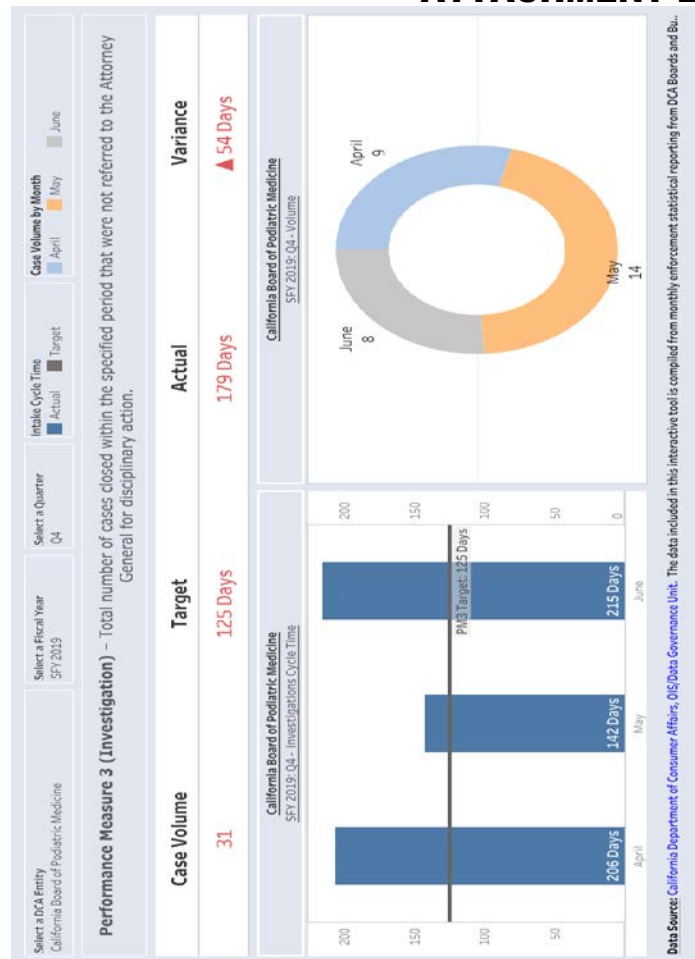 Select a DCA Entity
California Board of Podiatric Medicine
Select a Fiscal Year
SFY 2019
Select a Quarter
Q4
Intake Cycle Time
Actual
Target
Case Volume by Month
April
May
June
Performance Measure 3 (Investigation) – Total number of cases closed within the specified period that were not referred to the Attorney
General for disciplinary action.
Case Volume
Target
Actual
Variance
31
125 Days
179 Days
▲ 54 Days
California Board of Podiatric Medicine
SFY 2019: Q4 - Investigations Cycle Time
200
150
100
50
0
200
150
100
50
0
PM3 Target: 125 Days
206 Days
142 Days
215 Days
April
May
June
California Board of Podiatric Medicine
SFY 2019: Q4 - Volume
June
8
April
9
May
14
Data Source: California Department of Consumer Affairs, OIS/Data Governance Unit. The data included in this interactive tool is compiled from monthly enforcement statistical reporting from DCA Boards and Bu..